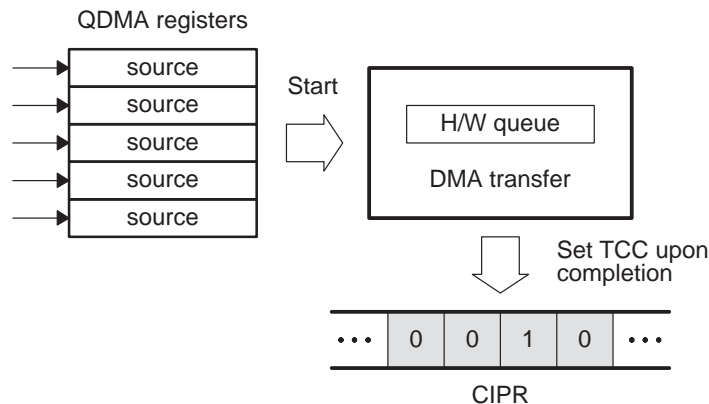 QDMA registers
source
source
source
source
source
Start
H/W queue
DMA transfer
Set TCC upon
completion
••• 0 0 1 0 •••
CIPR